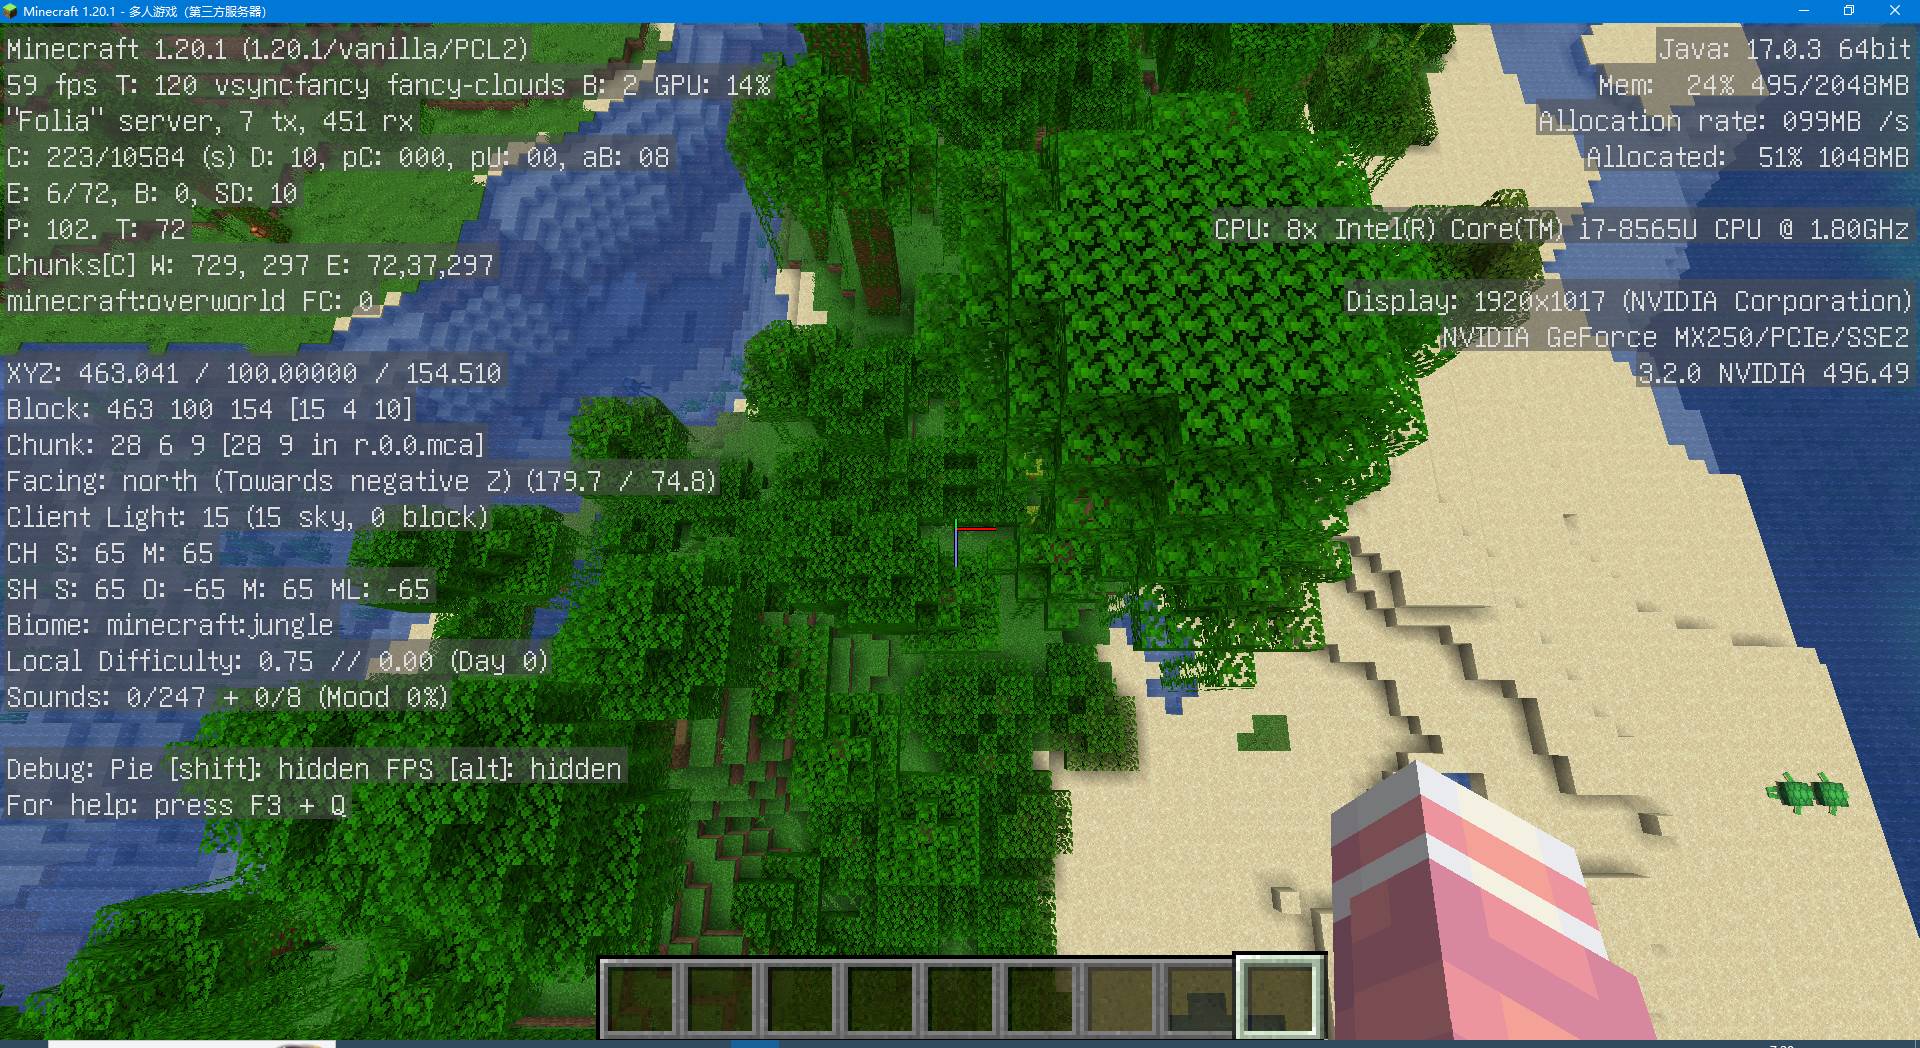 Minecraft 1.20.1 - 多人游戏（第三方服务器）
Minecraft 1.20.1 (1.20.1/vanilla/PCL2)
59 fps T: 120 vsyncfancy fancy-clouds B: 2 GPU: 14%
"Folia" server, 7 tx, 451 rx
C: 223/10584 (s) D: 10, pC: 000, pU: 00, aB: 08
E: 6/72, B: 0, SD: 10
P: 102. T: 72
Chunks[C] W: 729, 297 E: 72,37,297
minecraft:overworld FC: 0
XYZ: 463.041 / 100.00000 / 154.510
Block: 463 100 154 [15 4 10]
Chunk: 28 6 9 [28 9 in r.0.0.mca]
Facing: north (Towards negative Z) (179.7 / 74.8)
Client Light: 15 (15 sky, 0 block)
CH S: 65 M: 65
SH S: 65 O: -65 M: 65 ML: -65
Biome: minecraft:jungle
Local Difficulty: 0.75 // 0.00 (Day 0)
Sounds: 0/247 + 0/8 (Mood 0%)
Debug: Pie [shift]: hidden FPS [alt]: hidden
For help: press F3 + Q
Java: 17.0.3 64bit
Mem: 24% 495/2048MB
Allocation rate: 099MB /s
Allocated: 51% 1048MB
CPU: 8x Intel(R) Core(TM) i7-8565U CPU @ 1.80GHz
Display: 1920x1017 (NVIDIA Corporation)
NVIDIA GeForce MX250/PCIe/SSE2
3.2.0 NVIDIA 496.49